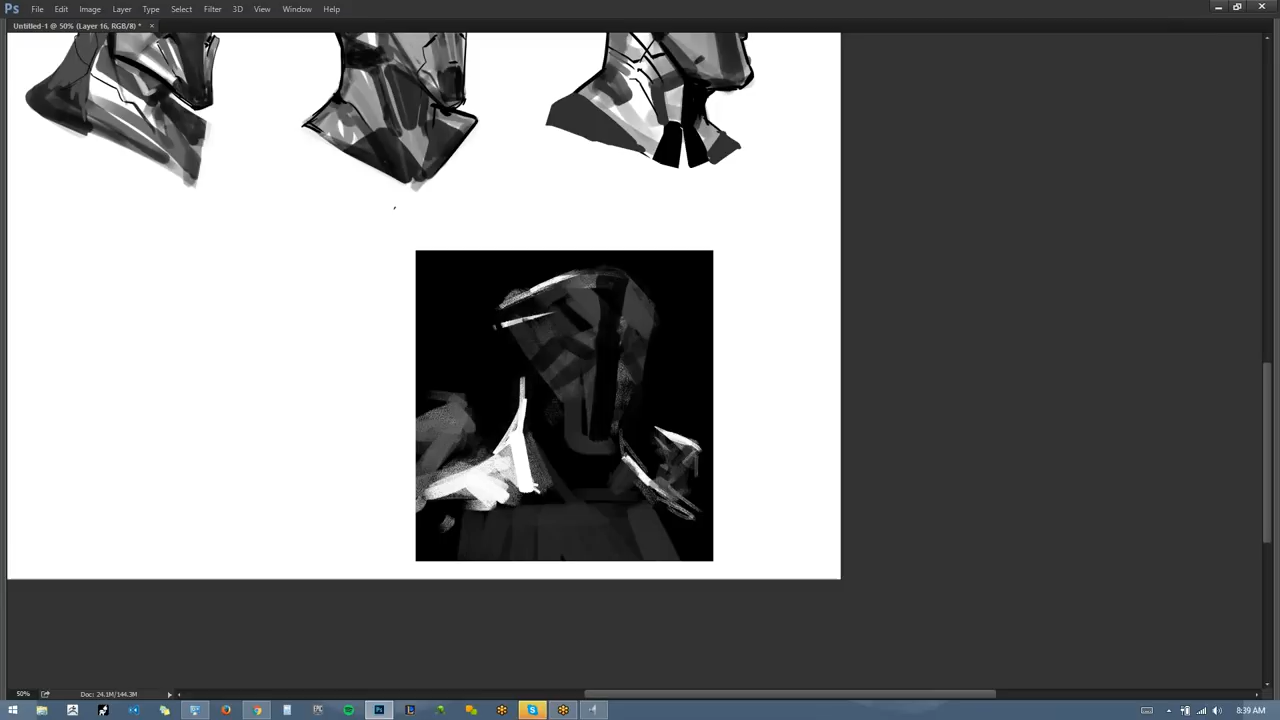 Ps File Edit Image Layer Type Select Filter 3D View Window Help
Untitled-1 @ 50% (Layer 16, RGB/8) * ×
50% Doc: 24.1M/144.3M
8:39 AM